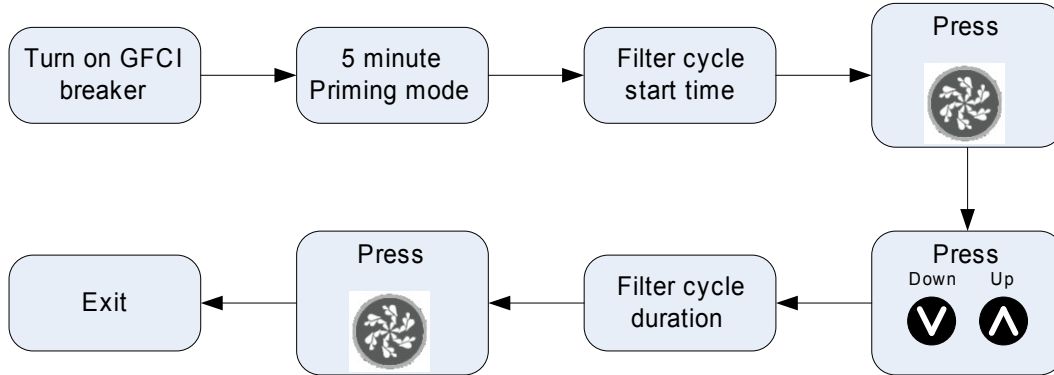 Turn on GFCI
breaker
5 minute
Priming mode
Filter cycle
start time
Press
Press
Down Up
Filter cycle
duration
Press
Exit